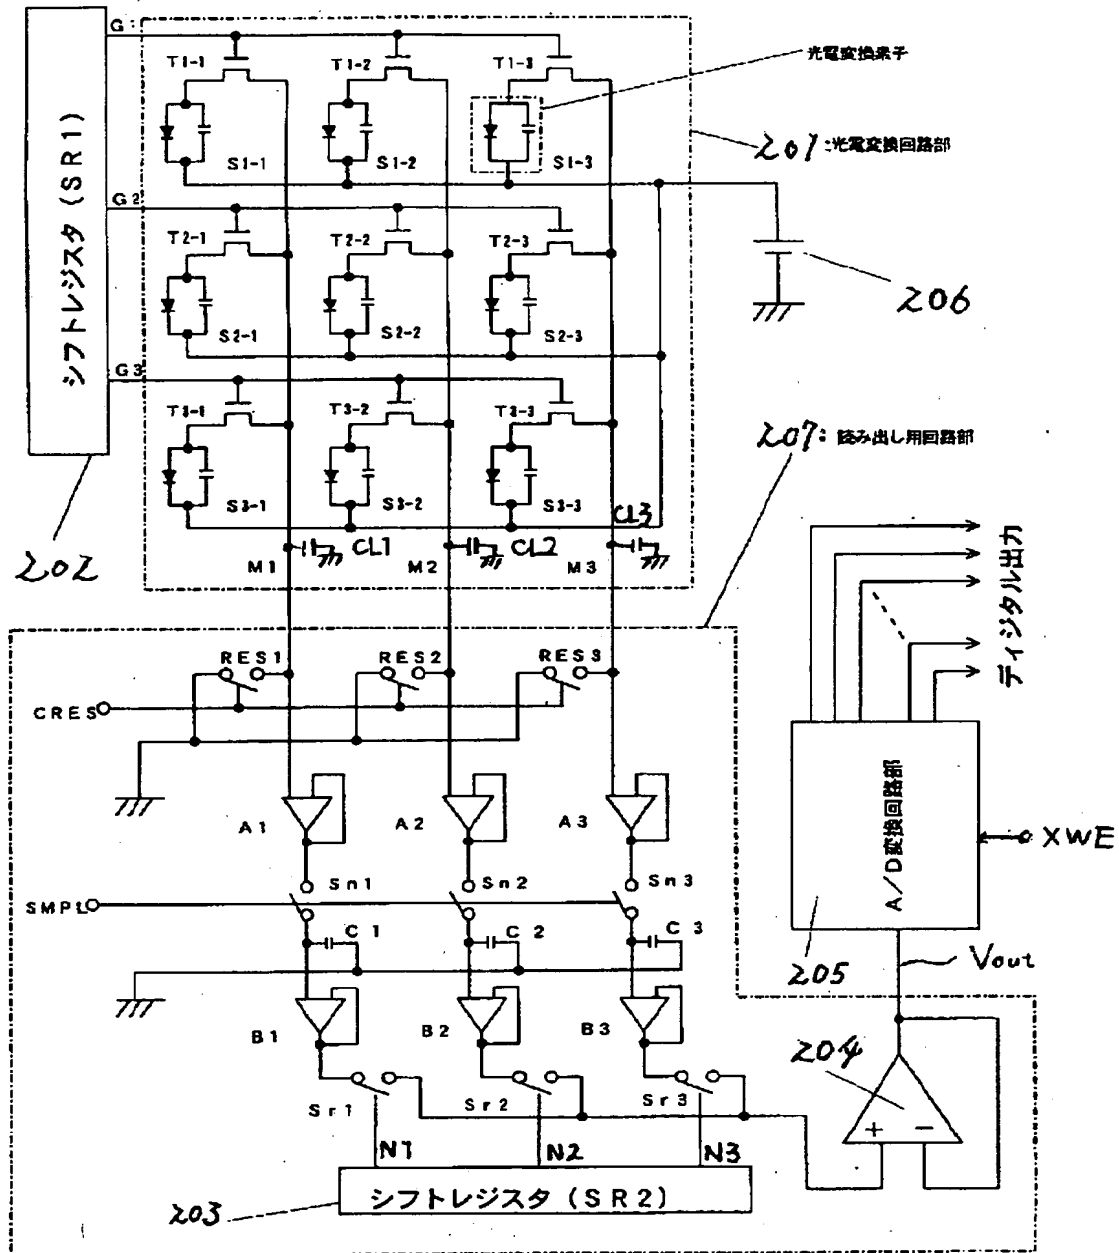 G1
T1-1
T1-2
T1-3
光電変換素子
シフトレジスタ(SR1)
S1-1
S1-2
S1-3
201:光電変換回路部
G2
T2-1
T2-2
T2-3
206
S2-1
S2-2
S2-3
G3
T3-1
T3-2
T3-3
207:読み出し用回路部
S3-1
S3-2
S3-3
202
CL1
CL2
CL3
M1
M2
M3
ディジタル出力
RES1
RES2
RES3
CRES
A/D変換回路部
A1
A2
A3
XWE
Sn1
Sn2
Sn3
SMPL
C1
C2
C3
205
Vout
B1
B2
B3
204
Sr1
Sr2
Sr3
+
−
N1
N2
N3
シフトレジスタ(SR2)
203